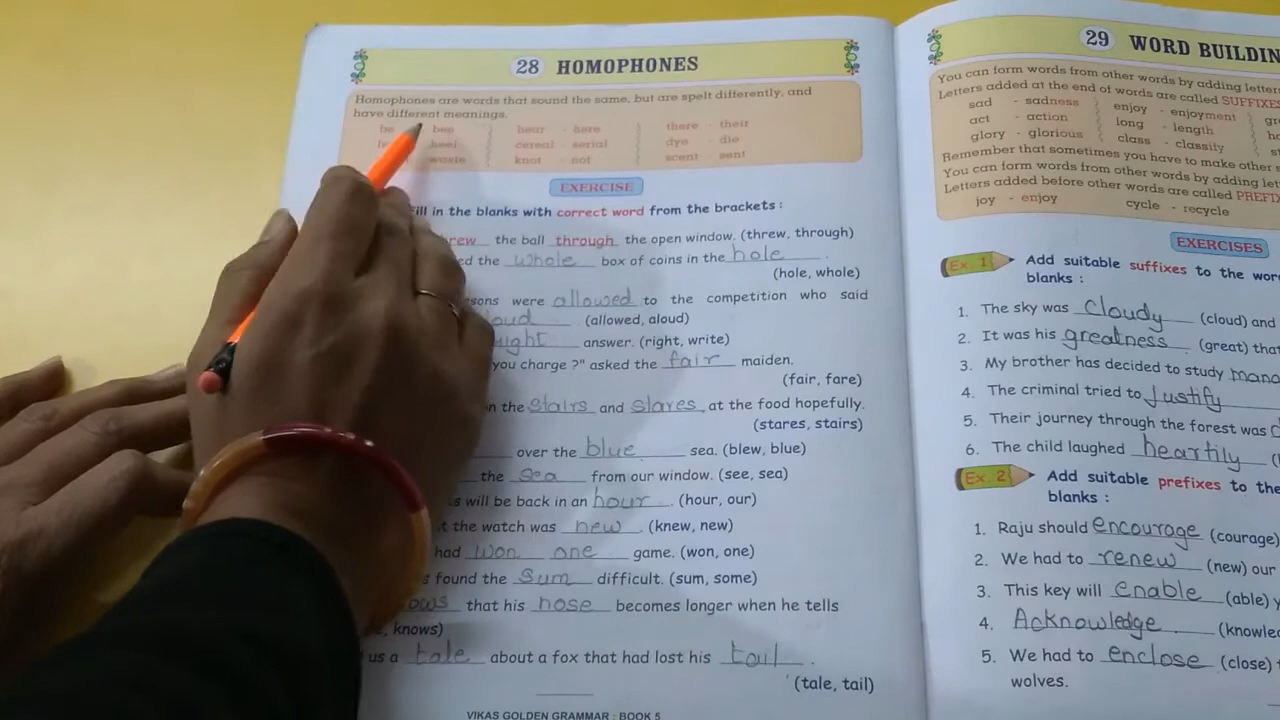 28 HOMOPHONES
Homophones are words that sound the same, but are spelt differently, and
have different meanings.
be bee hear - here there - their
heel cereal - serial dye - die
waste knot - not scent - sent
EXERCISE
ill in the blanks with correct word from the brackets :
rew the ball through the open window. (threw, through)
ed the whole box of coins in the hole .
(hole, whole)
sons were allowed to the competition who said
loud (allowed, aloud)
ight answer. (right, write)
you charge ?" asked the fair maiden.
(fair, fare)
n the stairs and stares at the food hopefully.
(stares, stairs)
over the blue sea. (blew, blue)
the sea from our window. (see, sea)
s will be back in an hour . (hour, our)
t the watch was new . (knew, new)
had won one game. (won, one)
s found the sum difficult. (sum, some)
ows that his nose becomes longer when he tells
, knows)
us a tale about a fox that had lost his tail .
(tale, tail)
VIKAS GOLDEN GRAMMAR : BOOK 5
29 WORD BUILDIN
You can form words from other words by adding letter
Letters added at the end of words are called SUFFIXES
sad - sadness enjoy - enjoyment gr
act - action long - length h
glory - glorious class - classity s
Remember that sometimes you have to make other s
You can form words from other words by adding let
Letters added before other words are called PREFIX
joy - enjoy cycle - recycle
EXERCISES
Ex. 1 Add suitable suffixes to the wor
blanks :
1. The sky was Cloudy (cloud) and
2. It was his greatness (great) that
3. My brother has decided to study mana
4. The criminal tried to Justify
5. Their journey through the forest was
6. The child laughed heartily (
Ex. 2 Add suitable prefixes to the
blanks :
1. Raju should encourage (courage)
2. We had to renew (new) our
3. This key will enable (able) y
4. Acknowledge (knowle
5. We had to enclose (close) t
wolves.